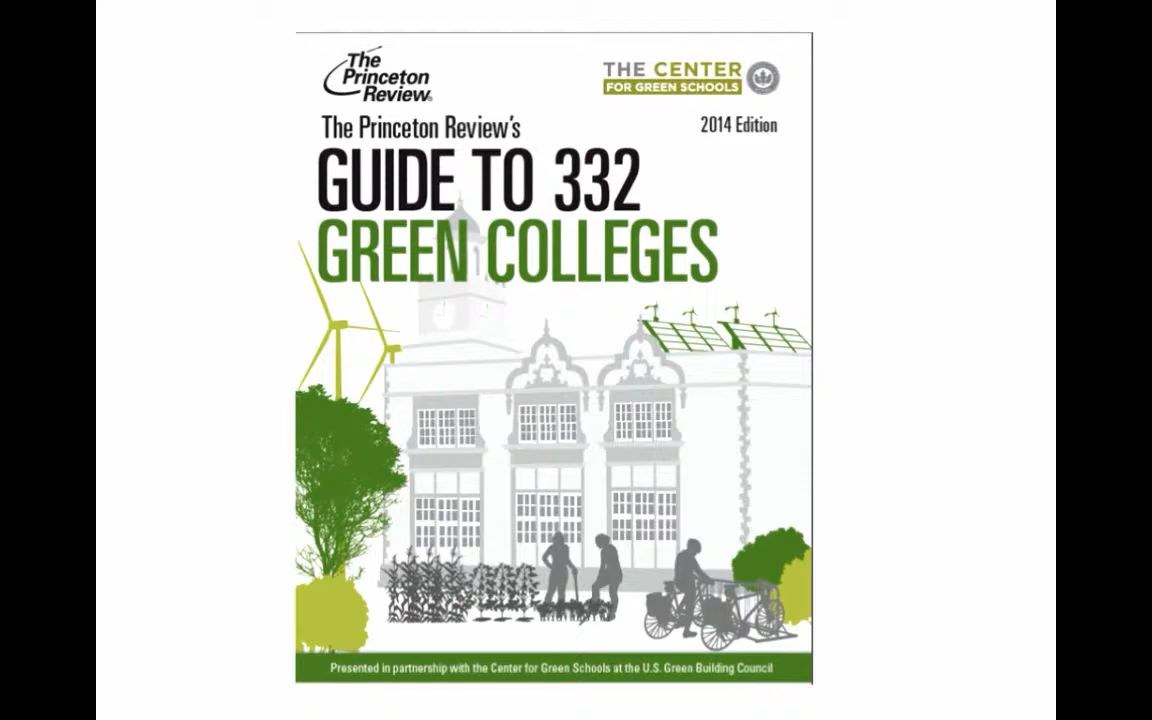 The
Princeton
Review®
THE CENTER
FOR GREEN SCHOOLS
The Princeton Review's
2014 Edition
GUIDE TO 332
GREEN COLLEGES
Presented in partnership with the Center for Green Schools at the U.S. Green Building Council